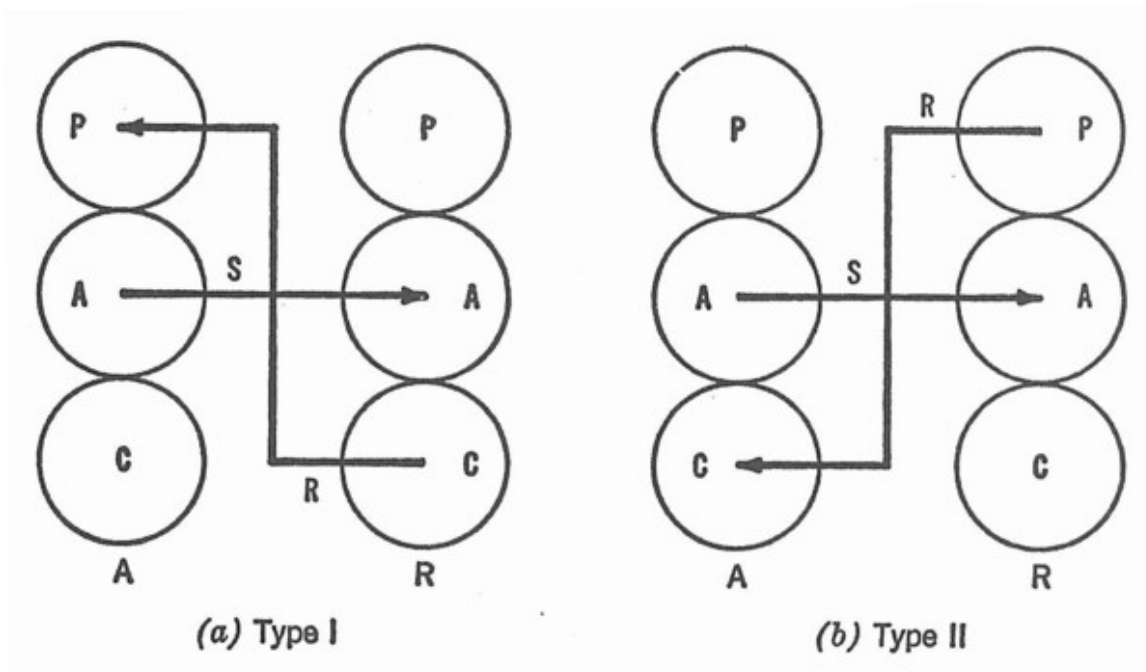 P P R P
P
S S
A A A A
C C C C
R
A R A R
(a) Type I (b) Type II